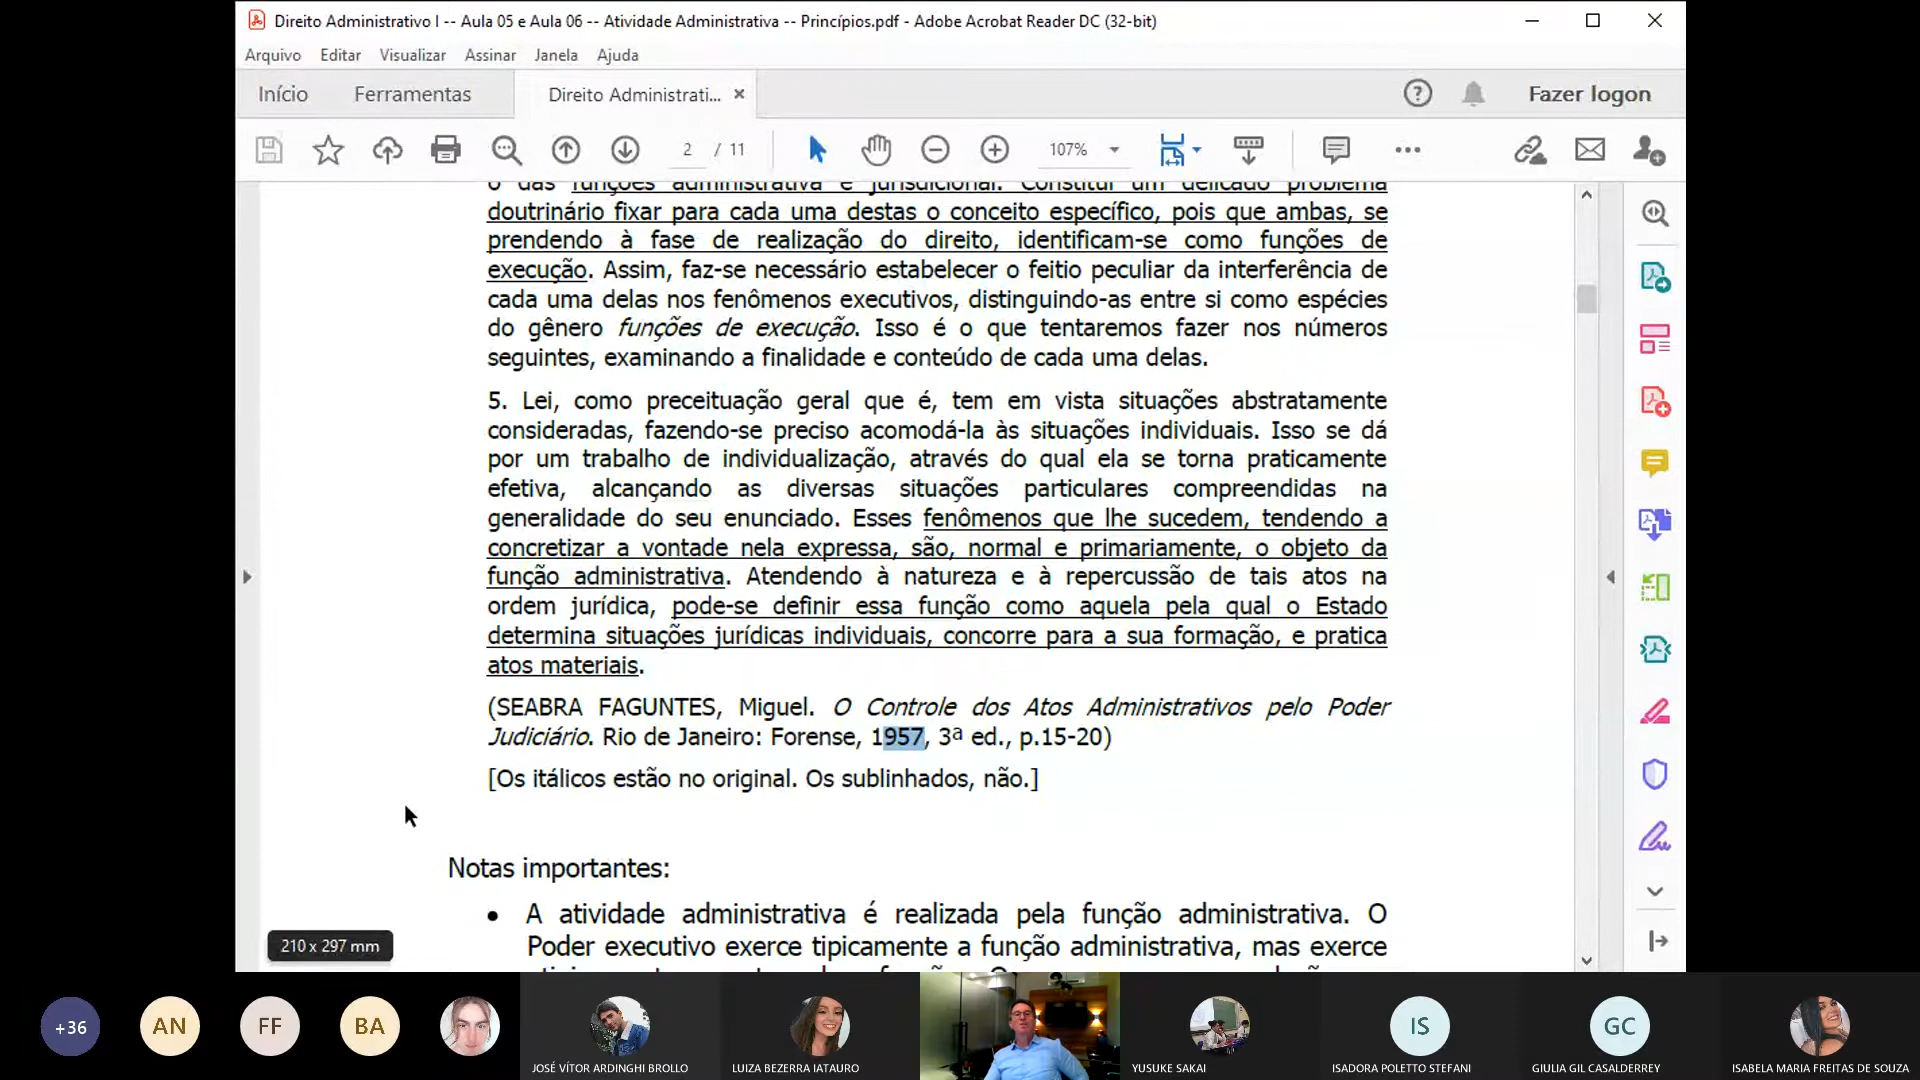 Direito Administrativo I -- Aula 05 e Aula 06 -- Atividade Administrativa -- Princípios.pdf - Adobe Acrobat Reader DC (32-bit)
Arquivo Editar Visualizar Assinar Janela Ajuda
Início Ferramentas Direito Administrati... Fazer logon
2 / 11 107%
o das funções administrativa e jurisdicional. Constitui um delicado problema
doutrinário fixar para cada uma destas o conceito específico, pois que ambas, se
prendendo à fase de realização do direito, identificam-se como funções de
execução. Assim, faz-se necessário estabelecer o feitio peculiar da interferência de
cada uma delas nos fenômenos executivos, distinguindo-as entre si como espécies
do gênero funções de execução. Isso é o que tentaremos fazer nos números
seguintes, examinando a finalidade e conteúdo de cada uma delas.
5. Lei, como preceituação geral que é, tem em vista situações abstratamente
consideradas, fazendo-se preciso acomodá-la às situações individuais. Isso se dá
por um trabalho de individualização, através do qual ela se torna praticamente
efetiva, alcançando as diversas situações particulares compreendidas na
generalidade do seu enunciado. Esses fenômenos que lhe sucedem, tendendo a
concretizar a vontade nela expressa, são, normal e primariamente, o objeto da
função administrativa. Atendendo à natureza e à repercussão de tais atos na
ordem jurídica, pode-se definir essa função como aquela pela qual o Estado
determina situações jurídicas individuais, concorre para a sua formação, e pratica
atos materiais.
(SEABRA FAGUNTES, Miguel. O Controle dos Atos Administrativos pelo Poder
Judiciário. Rio de Janeiro: Forense, 1957, 3ª ed., p.15-20)
[Os itálicos estão no original. Os sublinhados, não.]
Notas importantes:
• A atividade administrativa é realizada pela função administrativa. O
Poder executivo exerce tipicamente a função administrativa, mas exerce
210 x 297 mm
+36 AN FF BA IS GC
JOSÉ VÍTOR ARDINGHI BROLLO LUIZA BEZERRA IATAURO YUSUKE SAKAI ISADORA POLETTO STEFANI GIULIA GIL CASALDERREY ISABELA MARIA FREITAS DE SOUZA